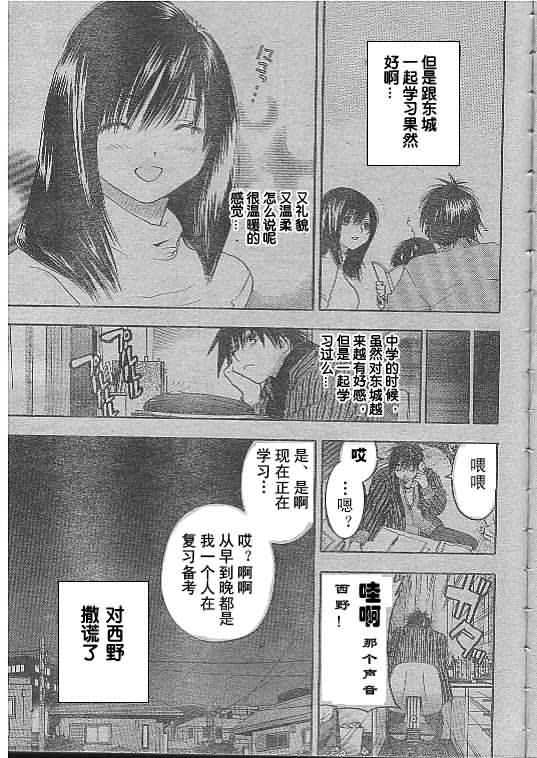 但是跟东城
一起学习果然
好啊…
にこっ…
又礼貌
又温柔
怎么说呢
很温暖的
感觉…
中学的时候，
虽然对东城越
来越有好感，
但是一起学
习过么…
喂喂
哎
…嗯？
哇啊
那个声音
西野！
是、是啊
现在正在
学习…
哎？啊啊
从早到晚都是
我一个人在
复习备考
对西野
撒谎了